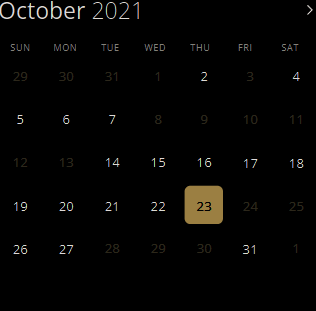 October 2021
SUN MON TUE WED THU FRI SAT
29 30 31 1 2 3 4
5 6 7 8 9 10 11
12 13 14 15 16 17 18
19 20 21 22 23 24 25
26 27 28 29 30 31 1